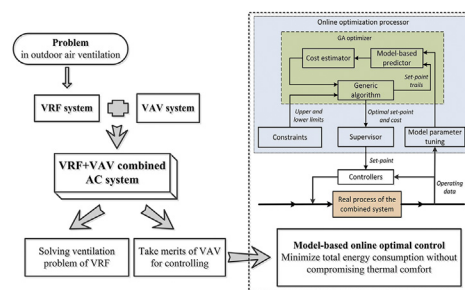 Problem
in outdoor air ventilation
VRF system
VAV system
VRF+VAV combined
AC system
Solving ventilation
problem of VRF
Take merits of VAV
for controlling
Online optimization processor
GA optimizer
Cost estimator
Model-based
predictor
Set-point
trails
Generic
algorithm
Upper and
lower limits
Optimal set-point
and cost
Constraints
Supervisor
Model parameter
tuning
Set-point
Controllers
Operating
data
Real process of the
combined system
Model-based online optimal control
Minimize total energy consumption without
compromising thermal comfort